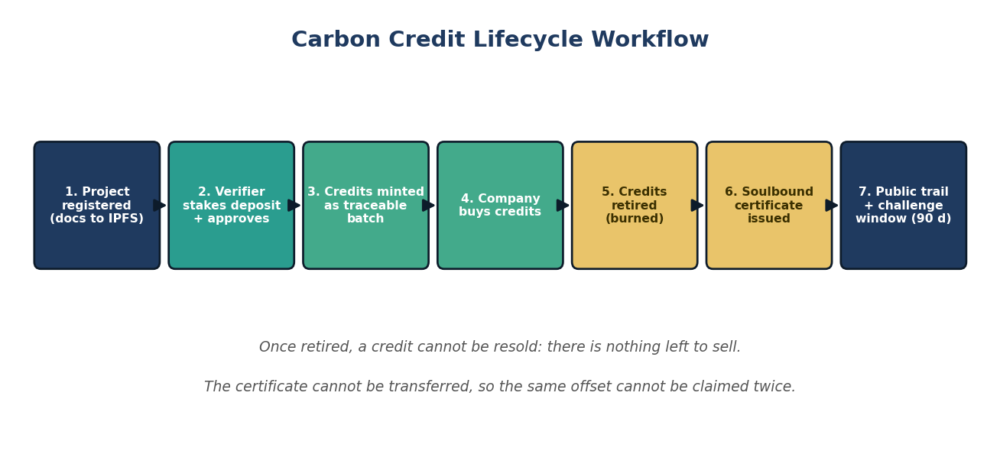 Carbon Credit Lifecycle Workflow
1. Project
registered
(docs to IPFS)
2. Verifier
stakes deposit
+ approves
3. Credits minted
as traceable
batch
4. Company
buys credits
5. Credits
retired
(burned)
6. Soulbound
certificate
issued
7. Public trail
+ challenge
window (90 d)
Once retired, a credit cannot be resold: there is nothing left to sell.
The certificate cannot be transferred, so the same offset cannot be claimed twice.